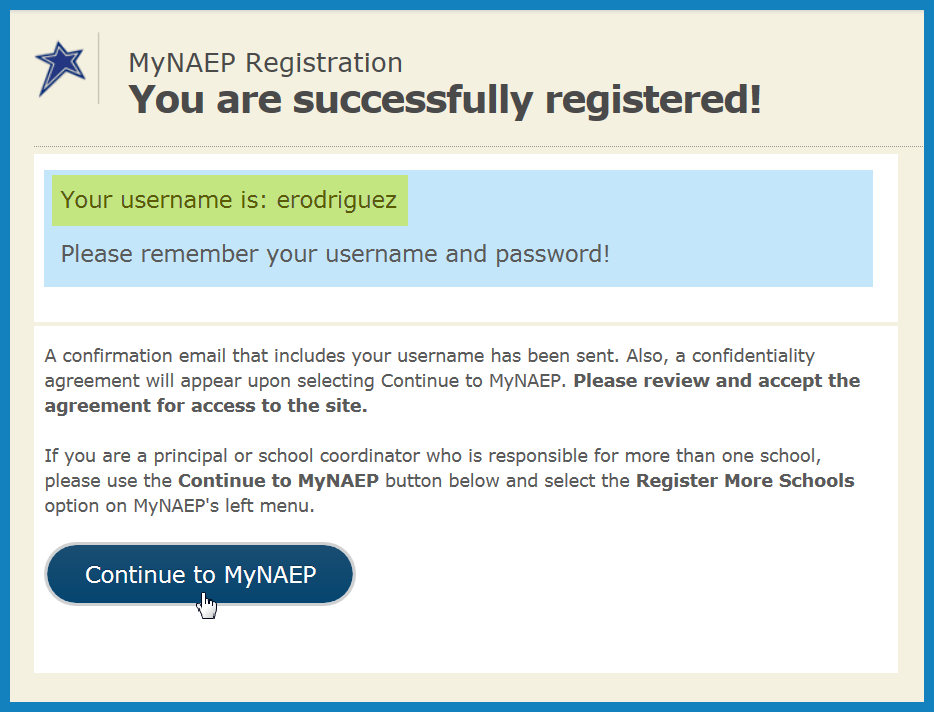 MyNAEP Registration
You are successfully registered!
Your username is: erodriguez
Please remember your username and password!
A confirmation email that includes your username has been sent. Also, a confidentiality
agreement will appear upon selecting Continue to MyNAEP. Please review and accept the
agreement for access to the site.
If you are a principal or school coordinator who is responsible for more than one school,
please use the Continue to MyNAEP button below and select the Register More Schools
option on MyNAEP's left menu.
Continue to MyNAEP